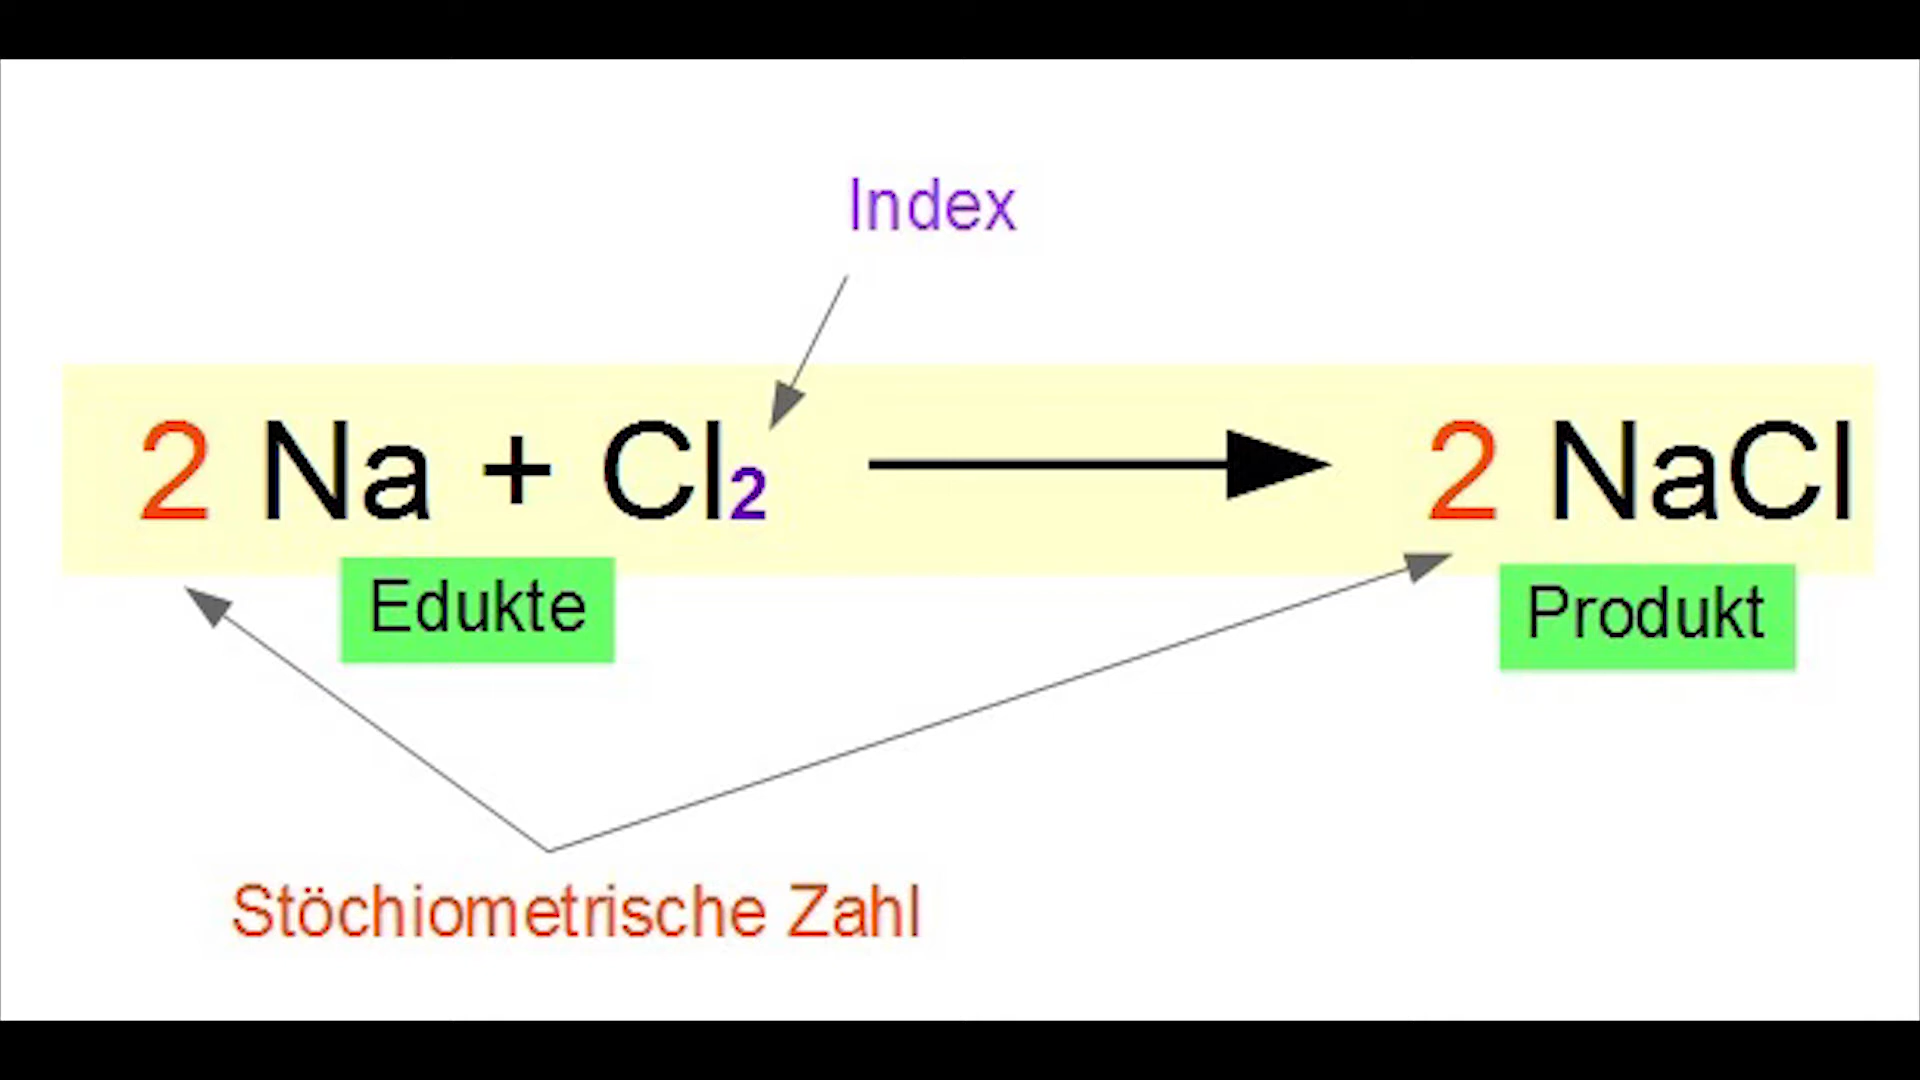 Index
2 Na + Cl₂ → 2 NaCl
Edukte
Produkt
Stöchiometrische Zahl